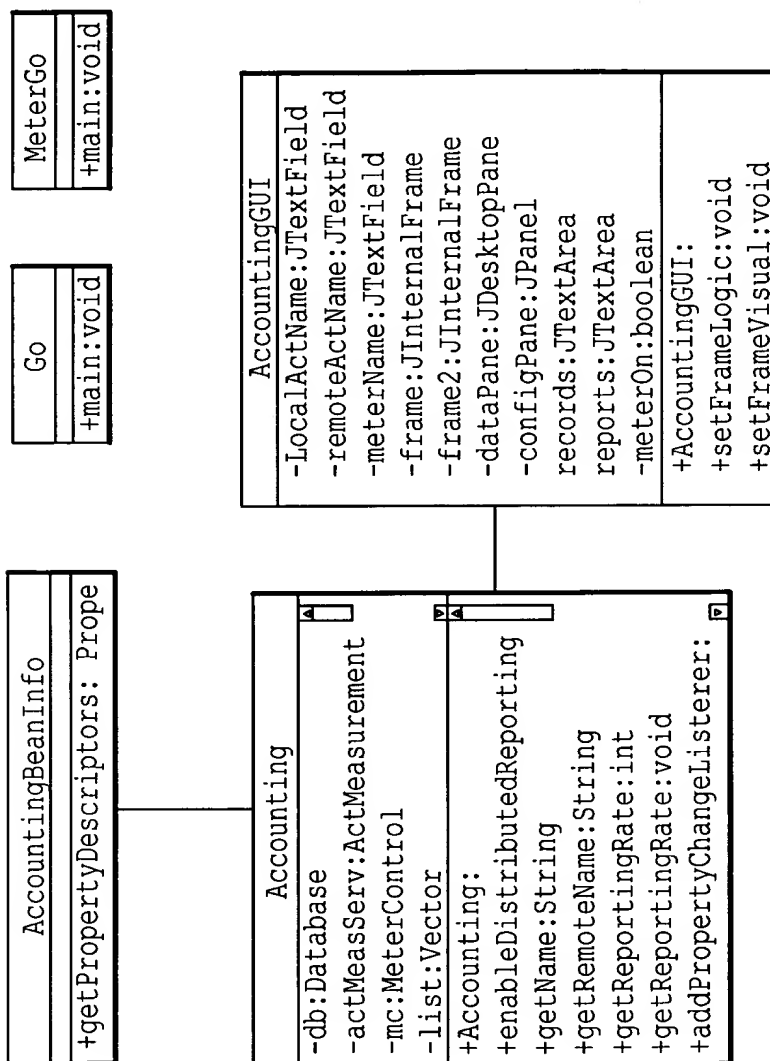 AccountingBeanInfo
+getPropertyDescriptors: Prope
Go
+main:void
MeterGo
+main:void
Accounting
-db:Database
-actMeasServ:ActMeasurement
-mc:MeterControl
-list:Vector
+Accounting:
+enableDistributedReporting
+getName:String
+getRemoteName:String
+getReportingRate:int
+getReportingRate:void
+addPropertyChangeListerer:
AccountingGUI
-LocalActName:JTextField
-remoteActName:JTextField
-meterName:JTextField
-frame:JInternalFrame
-frame2:JInternalFrame
-dataPane:JDesktopPane
-configPane:JPanel
records:JTextArea
reports:JTextArea
-meterOn:boolean
+AccountingGUI:
+setFrameLogic:void
+setFrameVisual:void